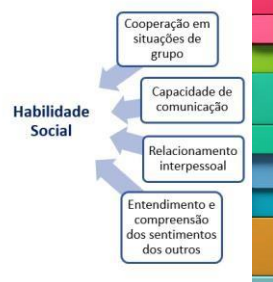 Cooperação em
situações de
grupo
Capacidade de
comunicação
Habilidade
Social
Relacionamento
interpessoal
Entendimento e
compreensão
dos sentimentos
dos outros